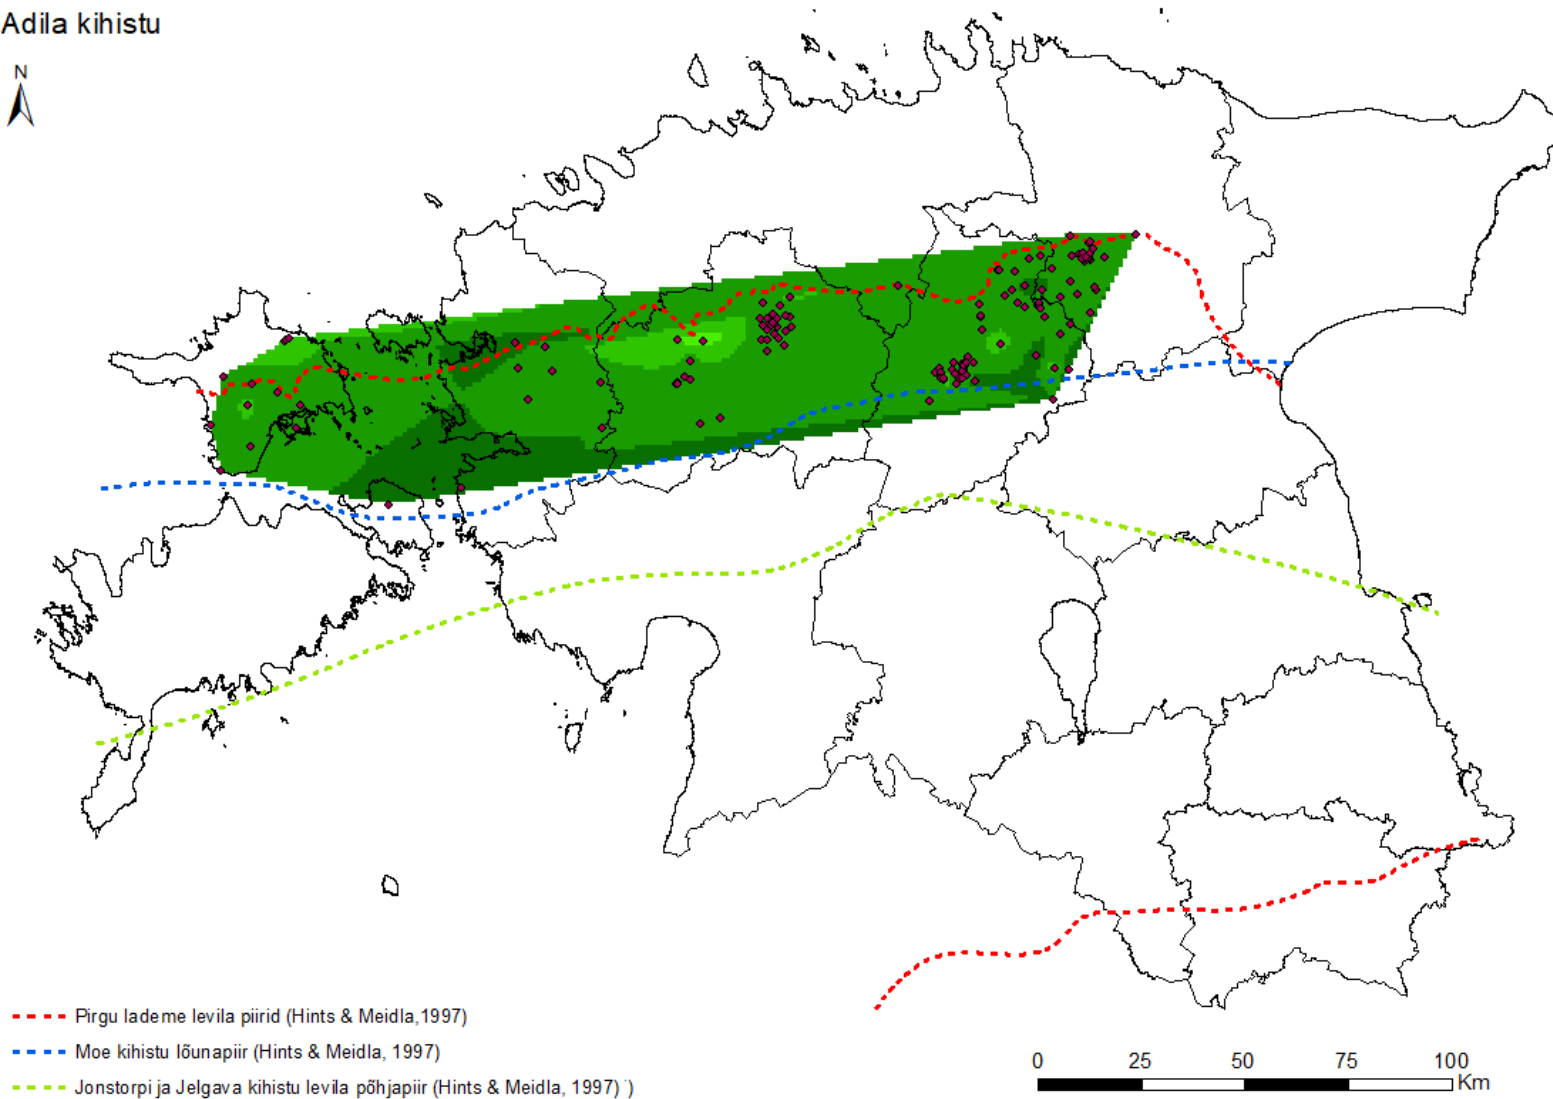 Adila kihistu
N
Pirgu lademe levila piirid (Hints & Meidla,1997)
Moe kihistu lõunapiir (Hints & Meidla, 1997)
Jonstorpi ja Jelgava kihistu levila põhjapiir (Hints & Meidla, 1997) )
0 25 50 75 100
Km